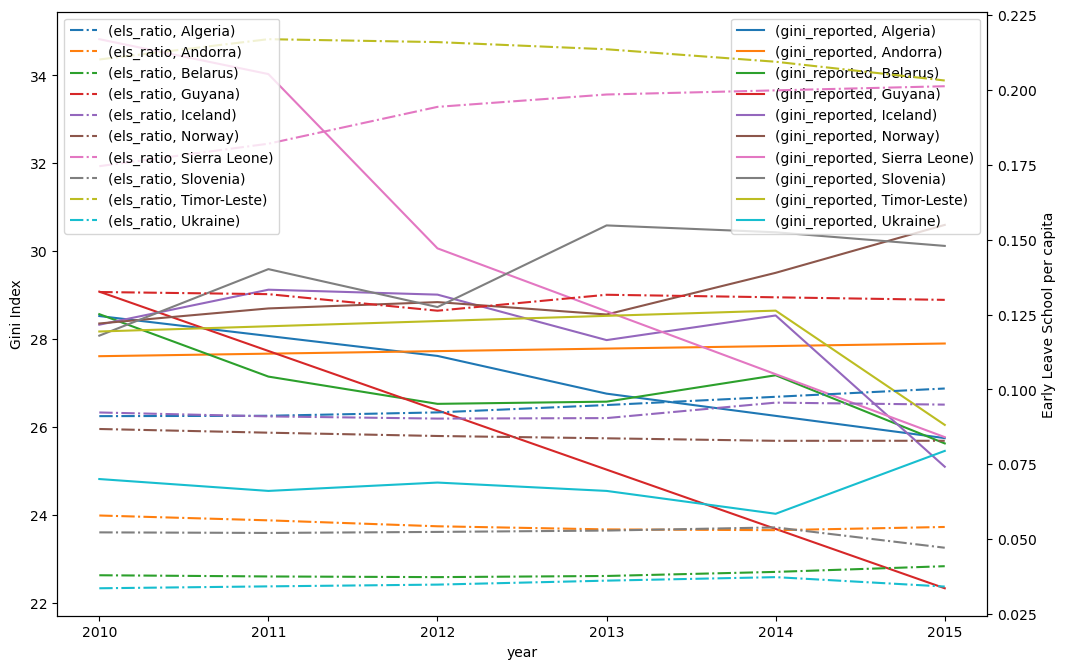 Gini Index
34
32
30
28
26
24
22
(els_ratio, Algeria)
(els_ratio, Andorra)
(els_ratio, Belarus)
(els_ratio, Guyana)
(els_ratio, Iceland)
(els_ratio, Norway)
(els_ratio, Sierra Leone)
(els_ratio, Slovenia)
(els_ratio, Timor-Leste)
(els_ratio, Ukraine)
(gini_reported, Algeria)
(gini_reported, Andorra)
(gini_reported, Belarus)
(gini_reported, Guyana)
(gini_reported, Iceland)
(gini_reported, Norway)
(gini_reported, Sierra Leone)
(gini_reported, Slovenia)
(gini_reported, Timor-Leste)
(gini_reported, Ukraine)
0.225
0.200
0.175
0.150
0.125
0.100
0.075
0.050
0.025
Early Leave School per capita
2010 2011 2012 2013 2014 2015
year